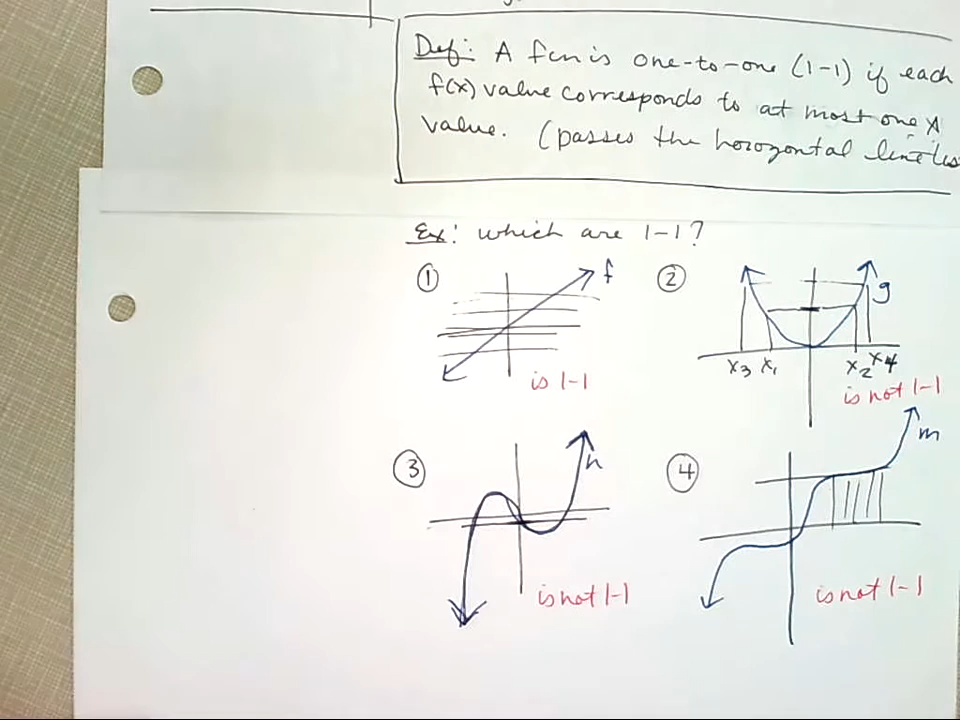 Def: A fcn is one-to-one (1-1) if each
f(x) value corresponds to at most one x
value. (passes the horozontal line tes
Ex: which are 1-1?
① f
is 1-1
② g
x3 x1 x2 x4
is not 1-1
③ h
is not 1-1
④ m
is not 1-1